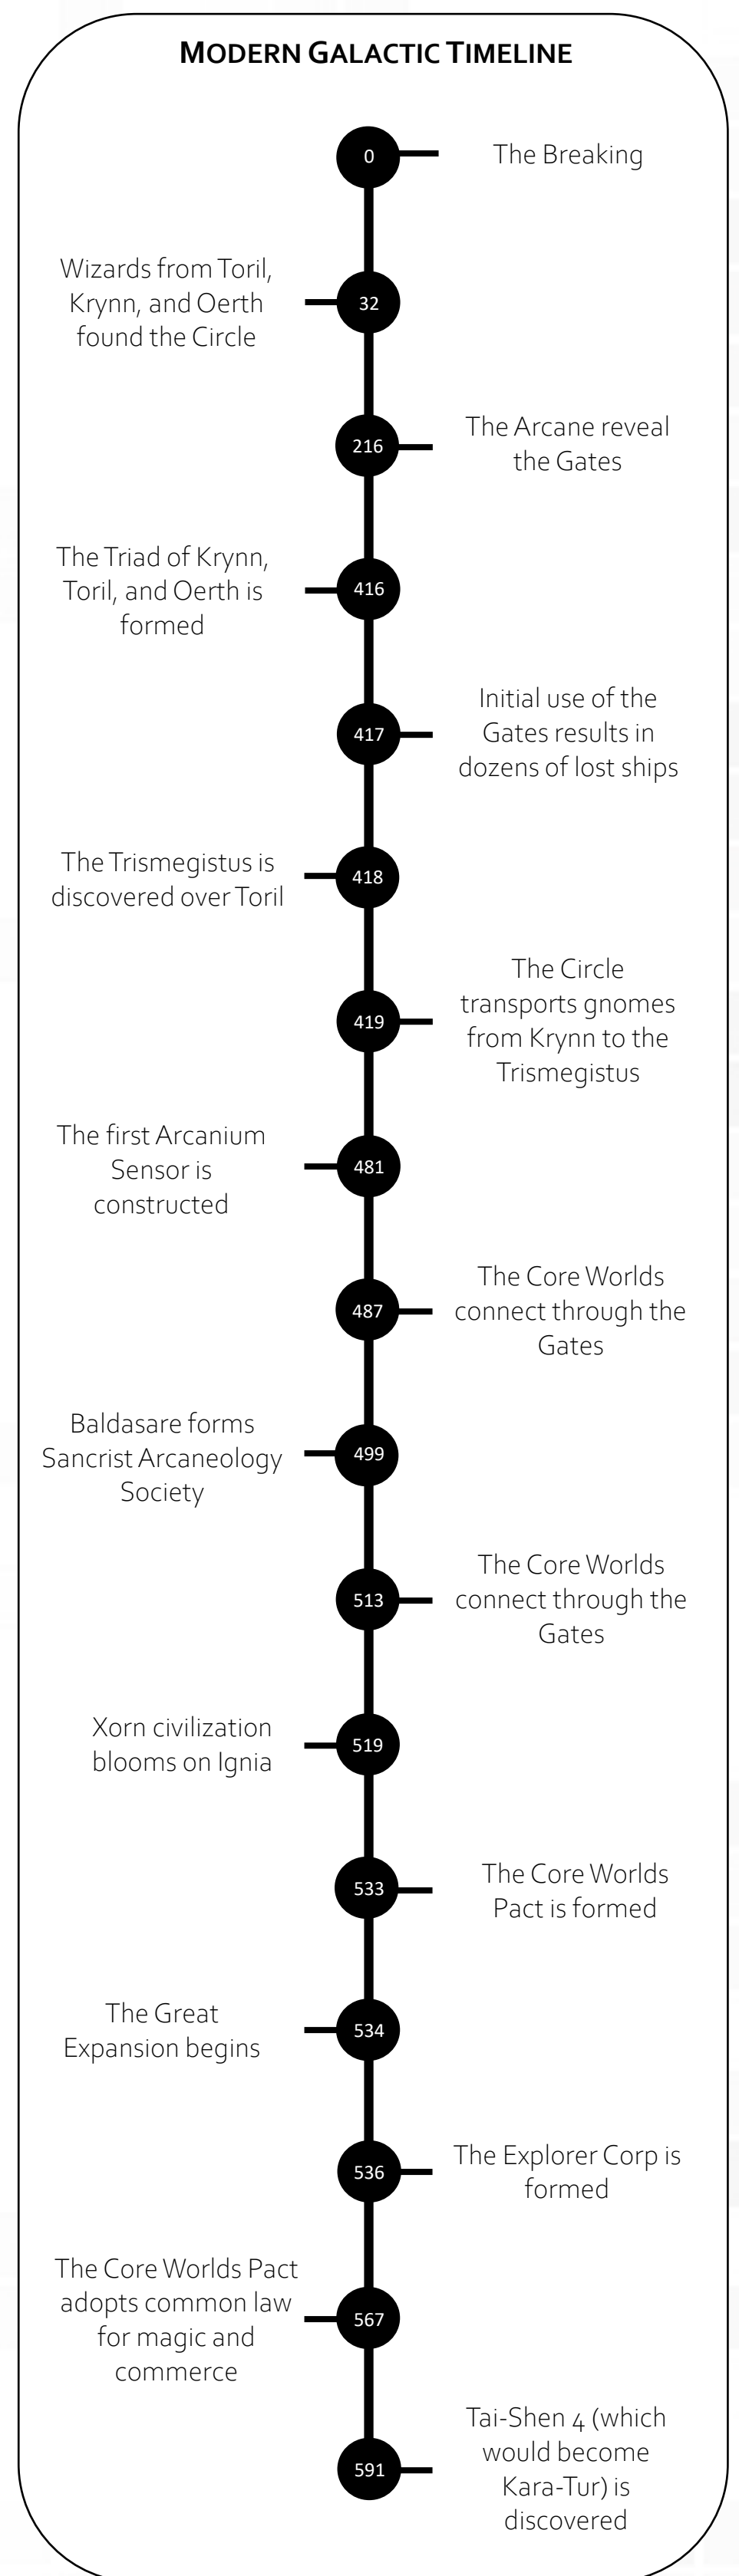 MODERN GALACTIC TIMELINE
0
The Breaking
Wizards from Toril,
Krynn, and Oerth
found the Circle
32
216
The Arcane reveal
the Gates
The Triad of Krynn,
Toril, and Oerth is
formed
416
417
Initial use of the
Gates results in
dozens of lost ships
The Trismegistus is
discovered over Toril
418
419
The Circle
transports gnomes
from Krynn to the
Trismegistus
The first Arcanium
Sensor is
constructed
481
487
The Core Worlds
connect through the
Gates
Baldasare forms
Sancrist Arcaneology
Society
499
513
The Core Worlds
connect through the
Gates
Xorn civilization
blooms on Ignia
519
533
The Core Worlds
Pact is formed
The Great
Expansion begins
534
536
The Explorer Corp is
formed
The Core Worlds Pact
adopts common law
for magic and
commerce
567
591
Tai-Shen 4 (which
would become
Kara-Tur) is
discovered